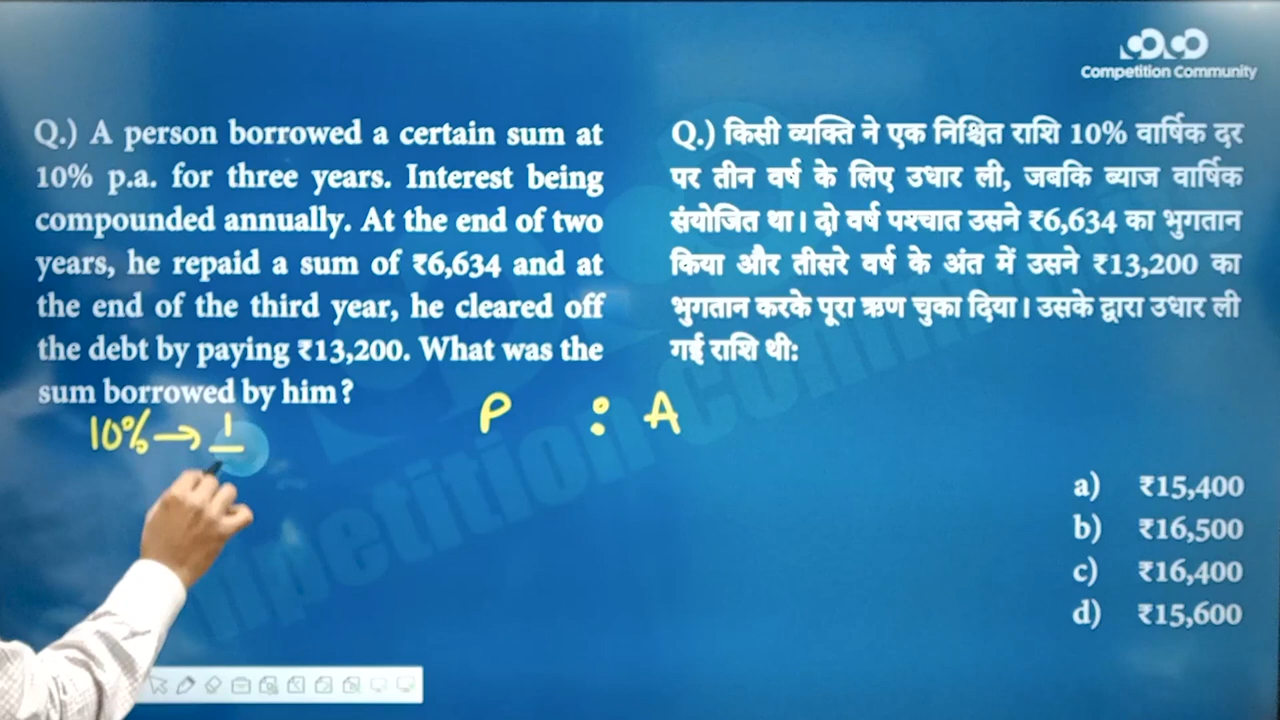 Competition Community
Q.) A person borrowed a certain sum at
10% p.a. for three years. Interest being
compounded annually. At the end of two
years, he repaid a sum of ₹6,634 and at
the end of the third year, he cleared off
the debt by paying ₹13,200. What was the
sum borrowed by him?
Q.) किसी व्यक्ति ने एक निश्चित राशि 10% वार्षिक दर
पर तीन वर्ष के लिए उधार ली, जबकि ब्याज वार्षिक
संयोजित था। दो वर्ष पश्चात उसने ₹6,634 का भुगतान
किया और तीसरे वर्ष के अंत में उसने ₹13,200 का
भुगतान करके पूरा ऋण चुका दिया। उसके द्वारा उधार ली
गई राशि थी:
10% → 1
P : A
a) ₹15,400
b) ₹16,500
c) ₹16,400
d) ₹15,600